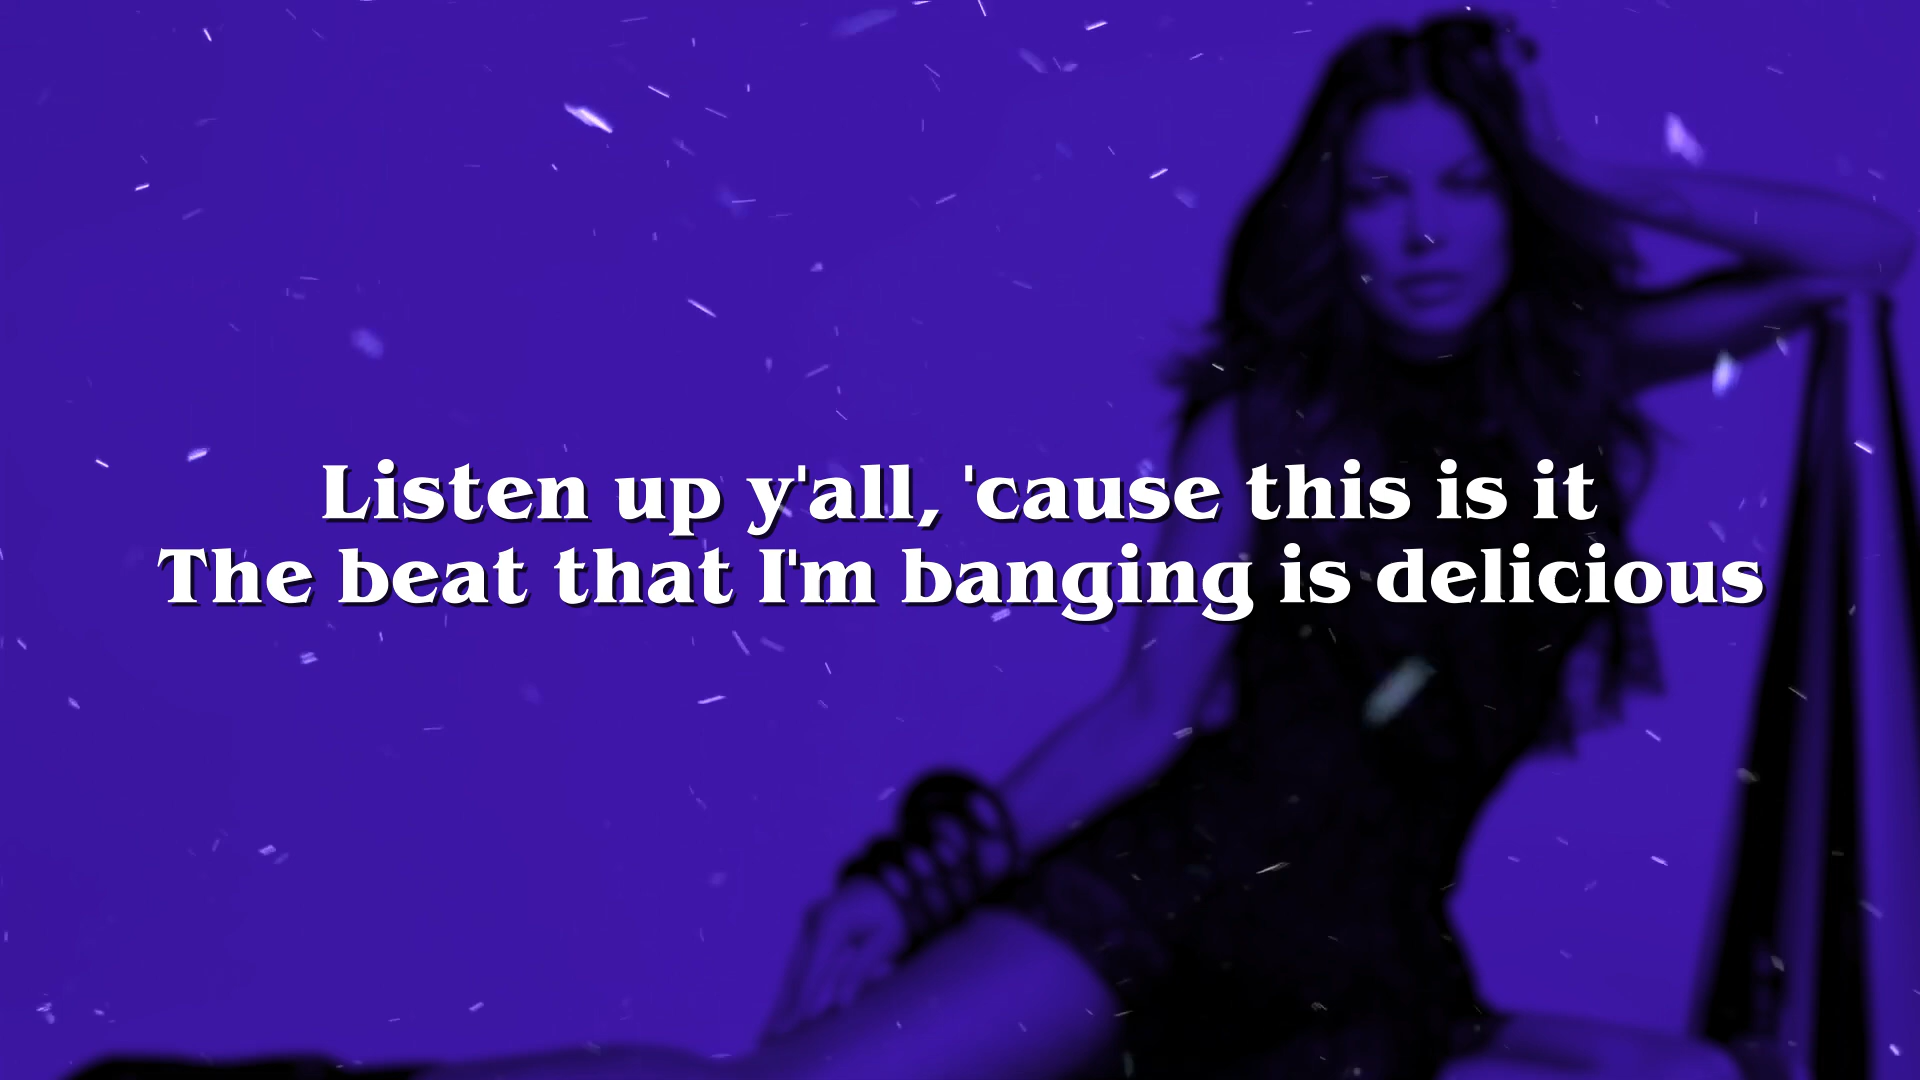 Listen up y'all, 'cause this is it
The beat that I'm banging is delicious